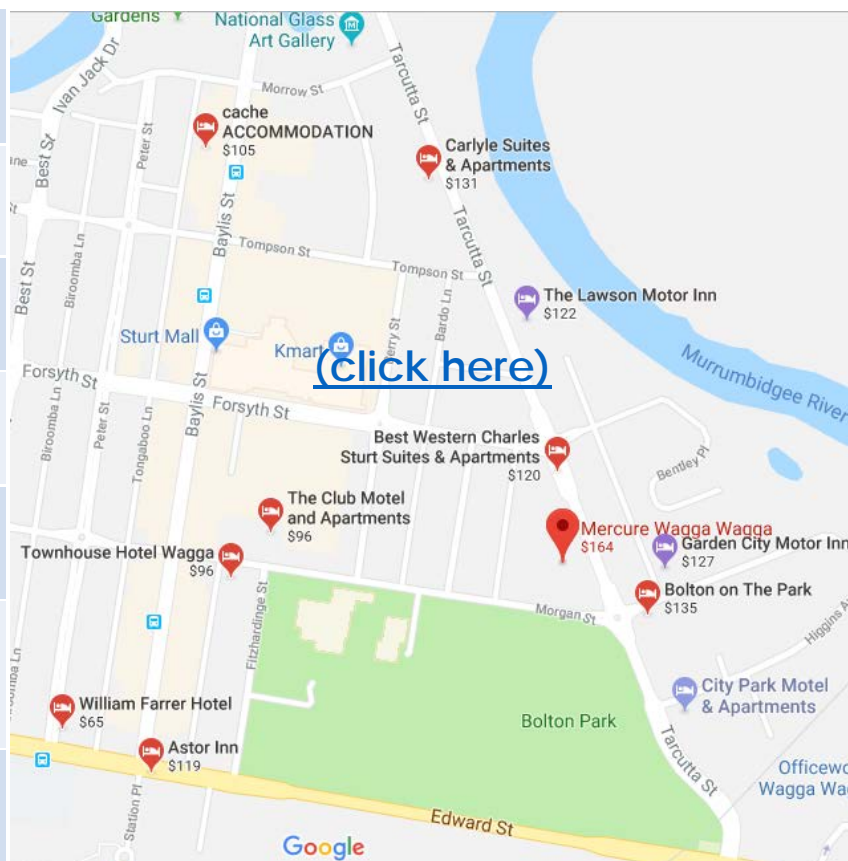 Gardens
National Glass
Art Gallery
Ivan Jack Dr
Tarcutta St
Morrow St
cache
ACCOMMODATION
$105
Peter St
Best St
Carlyle Suites
& Apartments
$131
Baylis St
Tarcutta St
Tompson St
Tompson St
Biroomba Ln
Best St
Bardo Ln
The Lawson Motor Inn
$122
Sturt Mall
Kmart
(click here)
Murrumbidgee River
Forsyth St
Forsyth St
Peter St
Tongaboo Ln
Baylis St
Biroomba Ln
Best Western Charles
Sturt Suites & Apartments
$120
Bentley Pl
The Club Motel
and Apartments
$96
Mercure Wagga Wagga
$164
Garden City Motor Inn
$127
Townhouse Hotel Wagga
$96
Bolton on The Park
$135
Morgan St
Fitzhardinge St
City Park Motel
& Apartments
William Farrer Hotel
$65
Bolton Park
Tarcutta St
Astor Inn
$119
Station Pl
Edward St
Google